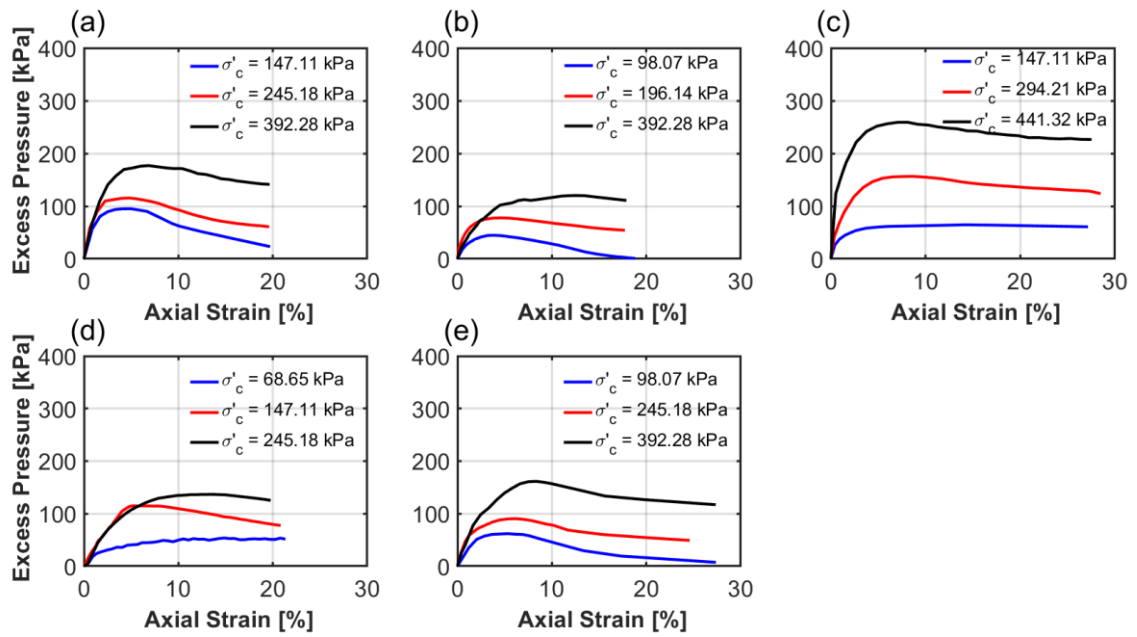 (a)
Excess Pressure [kPa]
400
300
200
100
0
σ'c = 147.11 kPa
σ'c = 245.18 kPa
σ'c = 392.28 kPa
0 10 20 30
Axial Strain [%]
(b)
400
300
200
100
0
σ'c = 98.07 kPa
σ'c = 196.14 kPa
σ'c = 392.28 kPa
0 10 20 30
Axial Strain [%]
(c)
400
300
200
100
0
σ'c = 147.11 kPa
σ'c = 294.21 kPa
σ'c = 441.32 kPa
0 10 20 30
Axial Strain [%]
(d)
Excess Pressure [kPa]
400
300
200
100
0
σ'c = 68.65 kPa
σ'c = 147.11 kPa
σ'c = 245.18 kPa
0 10 20 30
Axial Strain [%]
(e)
400
300
200
100
0
σ'c = 98.07 kPa
σ'c = 245.18 kPa
σ'c = 392.28 kPa
0 10 20 30
Axial Strain [%]